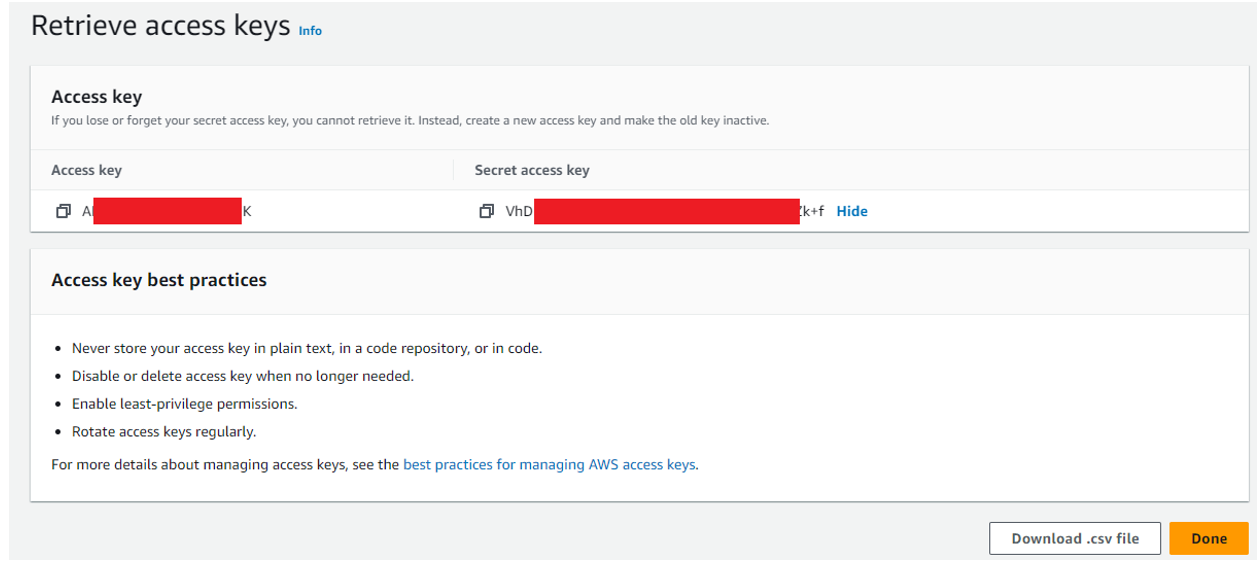 Retrieve access keys Info
Access key
If you lose or forget your secret access key, you cannot retrieve it. Instead, create a new access key and make the old key inactive.
Access key Secret access key
K VhD k+f Hide
Access key best practices
Never store your access key in plain text, in a code repository, or in code.
Disable or delete access key when no longer needed.
Enable least-privilege permissions.
Rotate access keys regularly.
For more details about managing access keys, see the best practices for managing AWS access keys.
Download .csv file Done